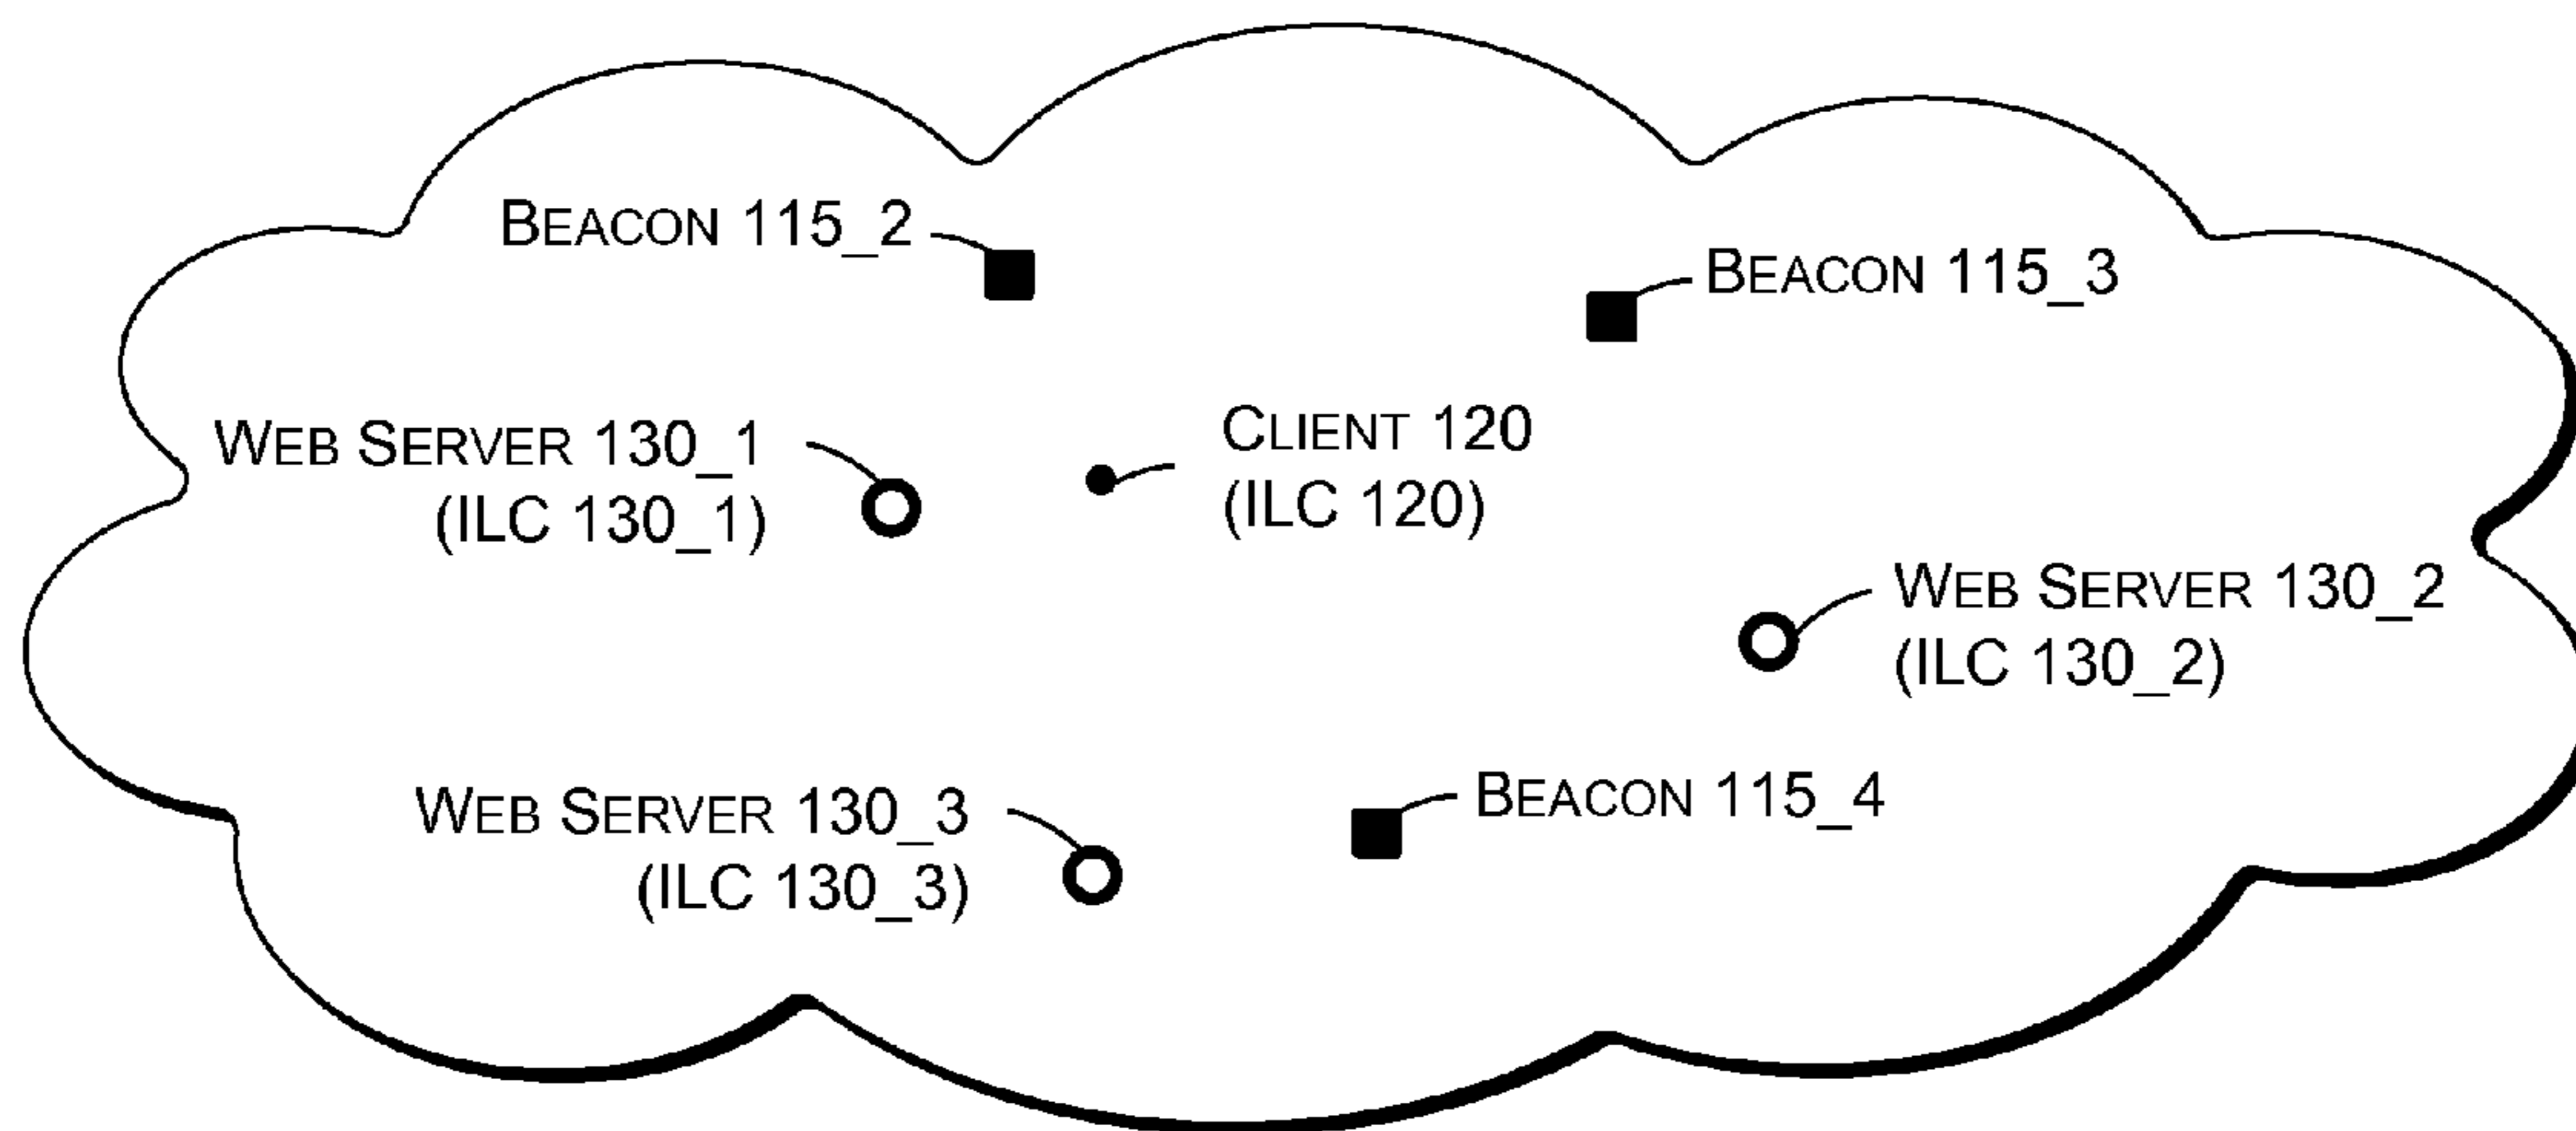 BEACON 115_2
BEACON 115_3
WEB SERVER 130_1
(ILC 130_1)
CLIENT 120
(ILC 120)
WEB SERVER 130_2
(ILC 130_2)
WEB SERVER 130_3
(ILC 130_3)
BEACON 115_4